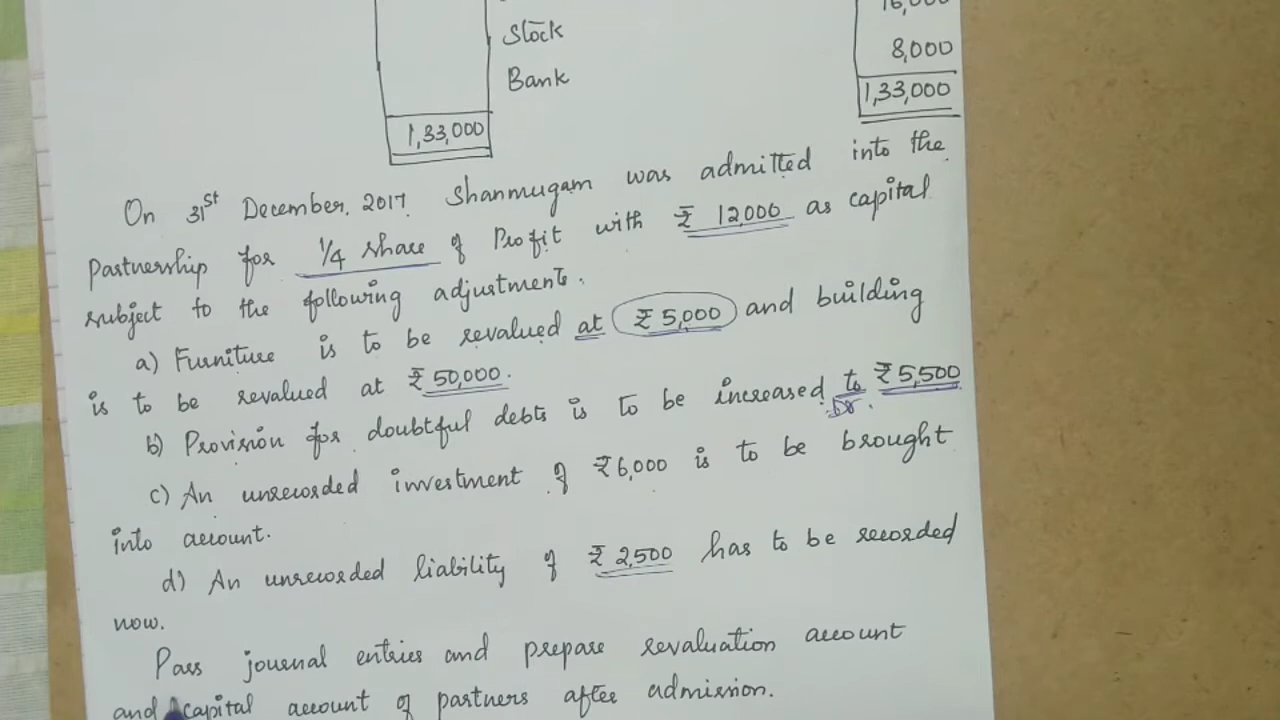 Stock
16,000
Bank
8,000
1,33,000
1,33,000
On 31st December. 2017. Shanmugam was admitted into the
Partnership for 1/4 share of Profit with ₹ 12,000 as capital
subject to the following adjustments.
a) Furniture is to be revalued at ₹ 5,000 and building
is to be revalued at ₹ 50,000.
b) Provision for doubtful debts is to be increased to ₹ 5,500
Dr.
c) An unrecorded investment of ₹6,000 is to be brought
into account.
d) An unrecorded liability of ₹ 2,500 has to be recorded
now.
Pass journal entries and prepare revaluation account
and capital account of partners after admission.